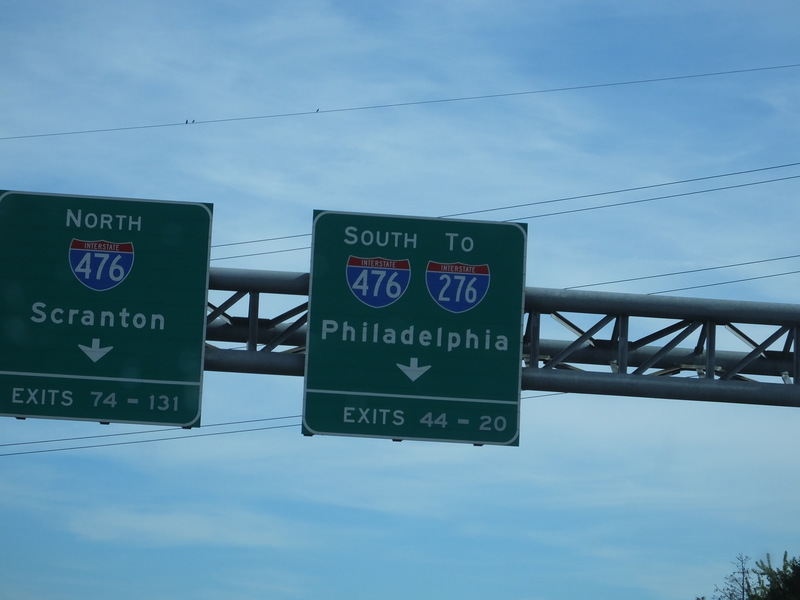 NORTH
INTERSTATE
476
Scranton
EXITS 74 - 131
SOUTH TO
INTERSTATE INTERSTATE
476 276
Philadelphia
EXITS 44 - 20